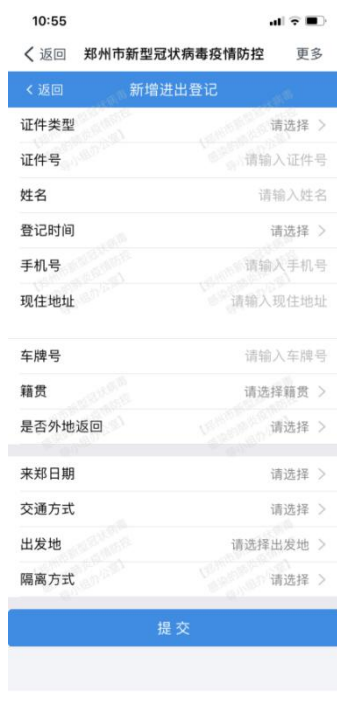 10:55
返回 郑州市新型冠状病毒疫情防控 更多
返回 新增进出登记
证件类型 请选择
证件号 请输入证件号
姓名 请输入姓名
登记时间 请选择
手机号 请输入手机号
现住地址 请输入现住地址
车牌号 请输入车牌号
籍贯 请选择籍贯
是否外地返回 请选择
来郑日期 请选择
交通方式 请选择
出发地 请选择出发地
隔离方式 请选择
提交